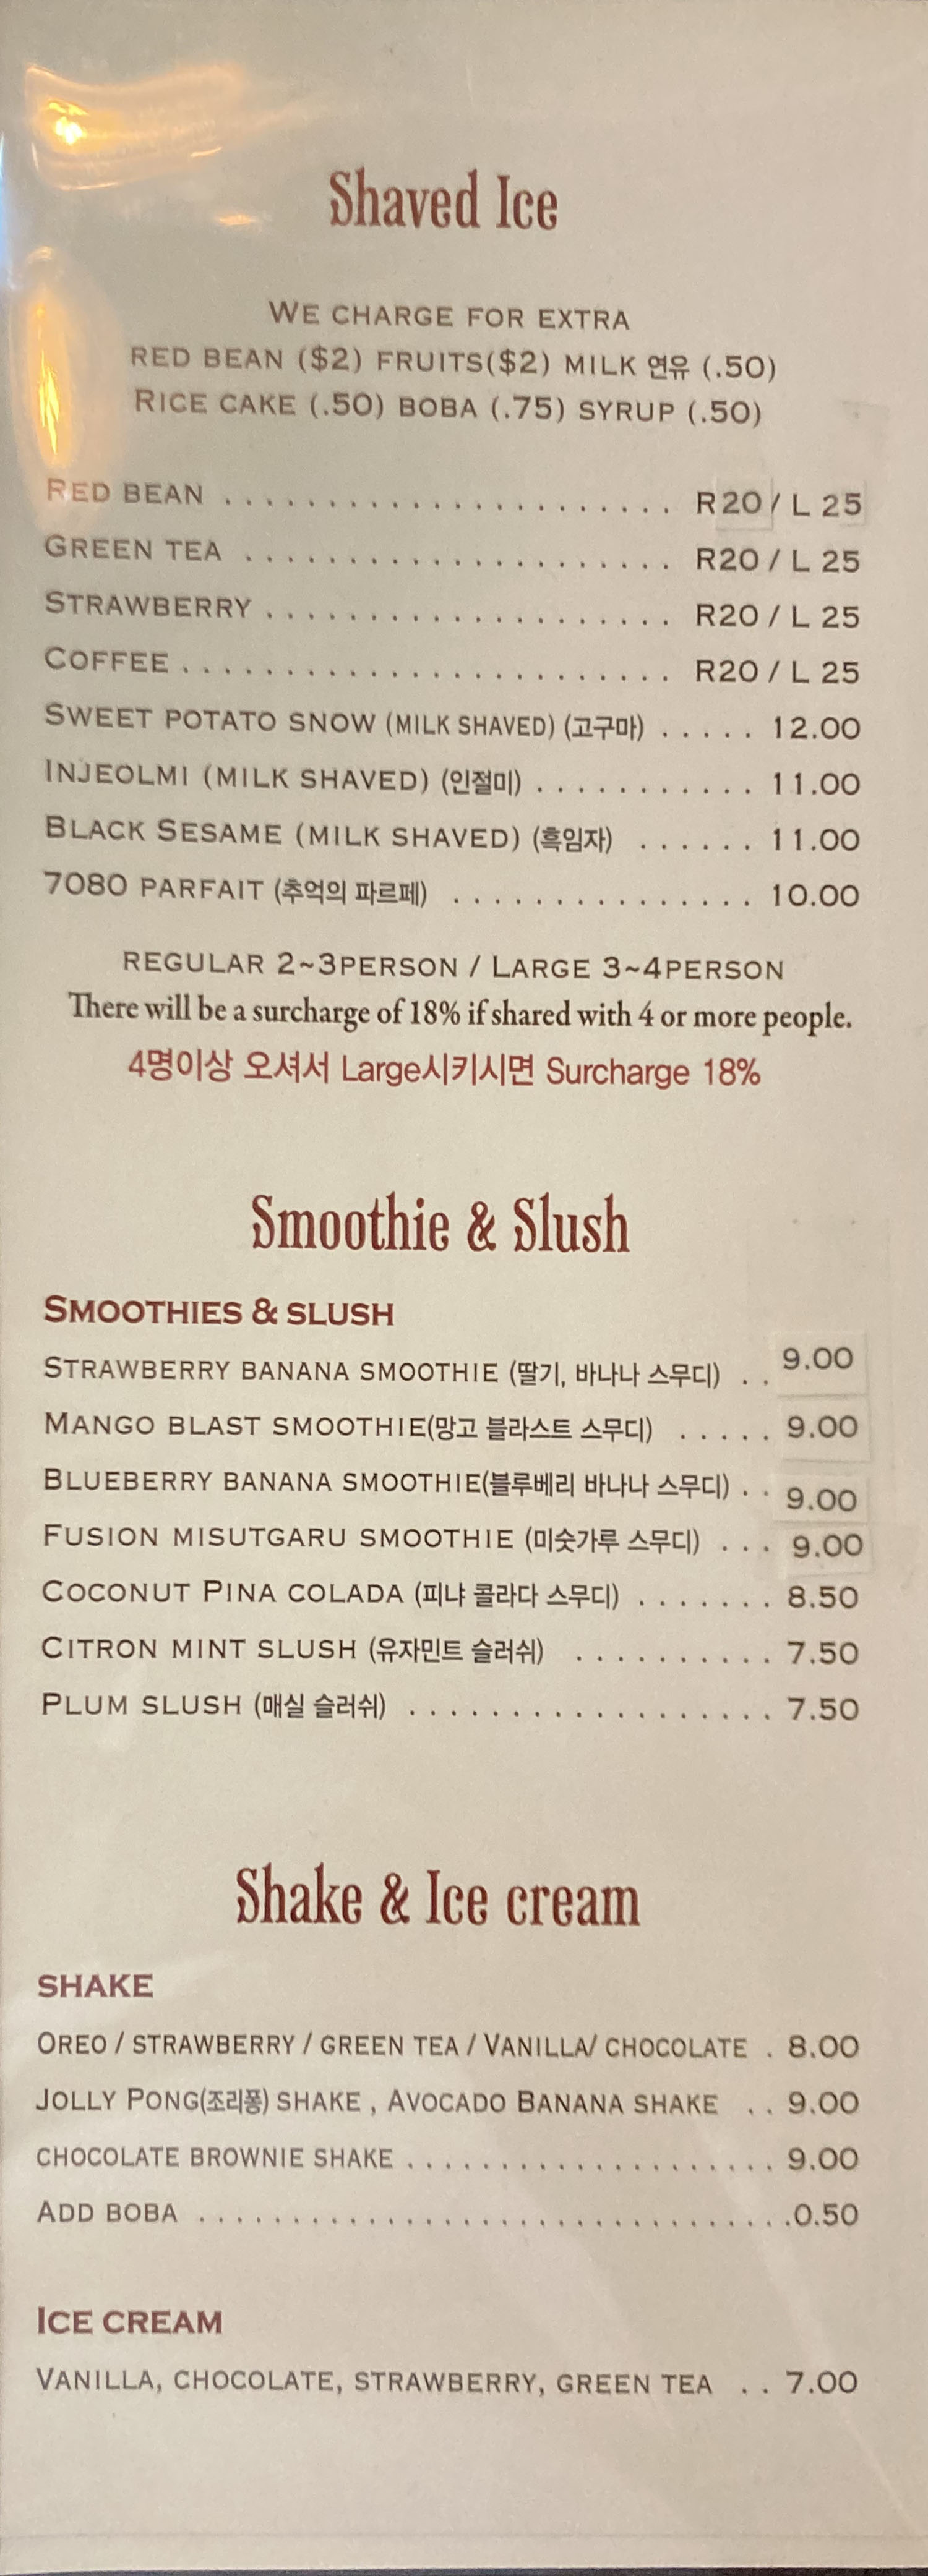 Shaved Ice
WE CHARGE FOR EXTRA
RED BEAN ($2) FRUITS($2) MILK 연유 (.50)
RICE CAKE (.50) BOBA (.75) SYRUP (.50)
RED BEAN . . . . . . . . . . . . . . . . . . . . . . R20 / L 25
GREEN TEA . . . . . . . . . . . . . . . . . . . . . R20 / L 25
STRAWBERRY . . . . . . . . . . . . . . . . . . . . R20 / L 25
COFFEE . . . . . . . . . . . . . . . . . . . . . . . . R20 / L 25
SWEET POTATO SNOW (MILK SHAVED) (고구마) . . . . . 12.00
INJEOLMI (MILK SHAVED) (인절미) . . . . . . . . . . . 11.00
BLACK SESAME (MILK SHAVED) (흑임자) . . . . . . 11.00
7080 PARFAIT (추억의 파르페) . . . . . . . . . . . . . . . 10.00
REGULAR 2~3PERSON / LARGE 3~4PERSON
There will be a surcharge of 18% if shared with 4 or more people.
4명이상 오셔서 Large시키시면 Surcharge 18%
Smoothie & Slush
SMOOTHIES & SLUSH
STRAWBERRY BANANA SMOOTHIE (딸기, 바나나 스무디) . . 9.00
MANGO BLAST SMOOTHIE(망고 블라스트 스무디) . . . . . 9.00
BLUEBERRY BANANA SMOOTHIE(블루베리 바나나 스무디) . . 9.00
FUSION MISUTGARU SMOOTHIE (미숫가루 스무디) . . . 9.00
COCONUT PINA COLADA (피냐 콜라다 스무디) . . . . . . . 8.50
CITRON MINT SLUSH (유자민트 슬러쉬) . . . . . . . . . . 7.50
PLUM SLUSH (매실 슬러쉬) . . . . . . . . . . . . . . . . . . 7.50
Shake & Ice cream
SHAKE
OREO / STRAWBERRY / GREEN TEA / VANILLA/ CHOCOLATE . 8.00
JOLLY PONG(조리퐁) SHAKE , AVOCADO BANANA SHAKE . . 9.00
CHOCOLATE BROWNIE SHAKE . . . . . . . . . . . . . . . . . . . . 9.00
ADD BOBA . . . . . . . . . . . . . . . . . . . . . . . . . . . . . . . .0.50
ICE CREAM
VANILLA, CHOCOLATE, STRAWBERRY, GREEN TEA . . 7.00